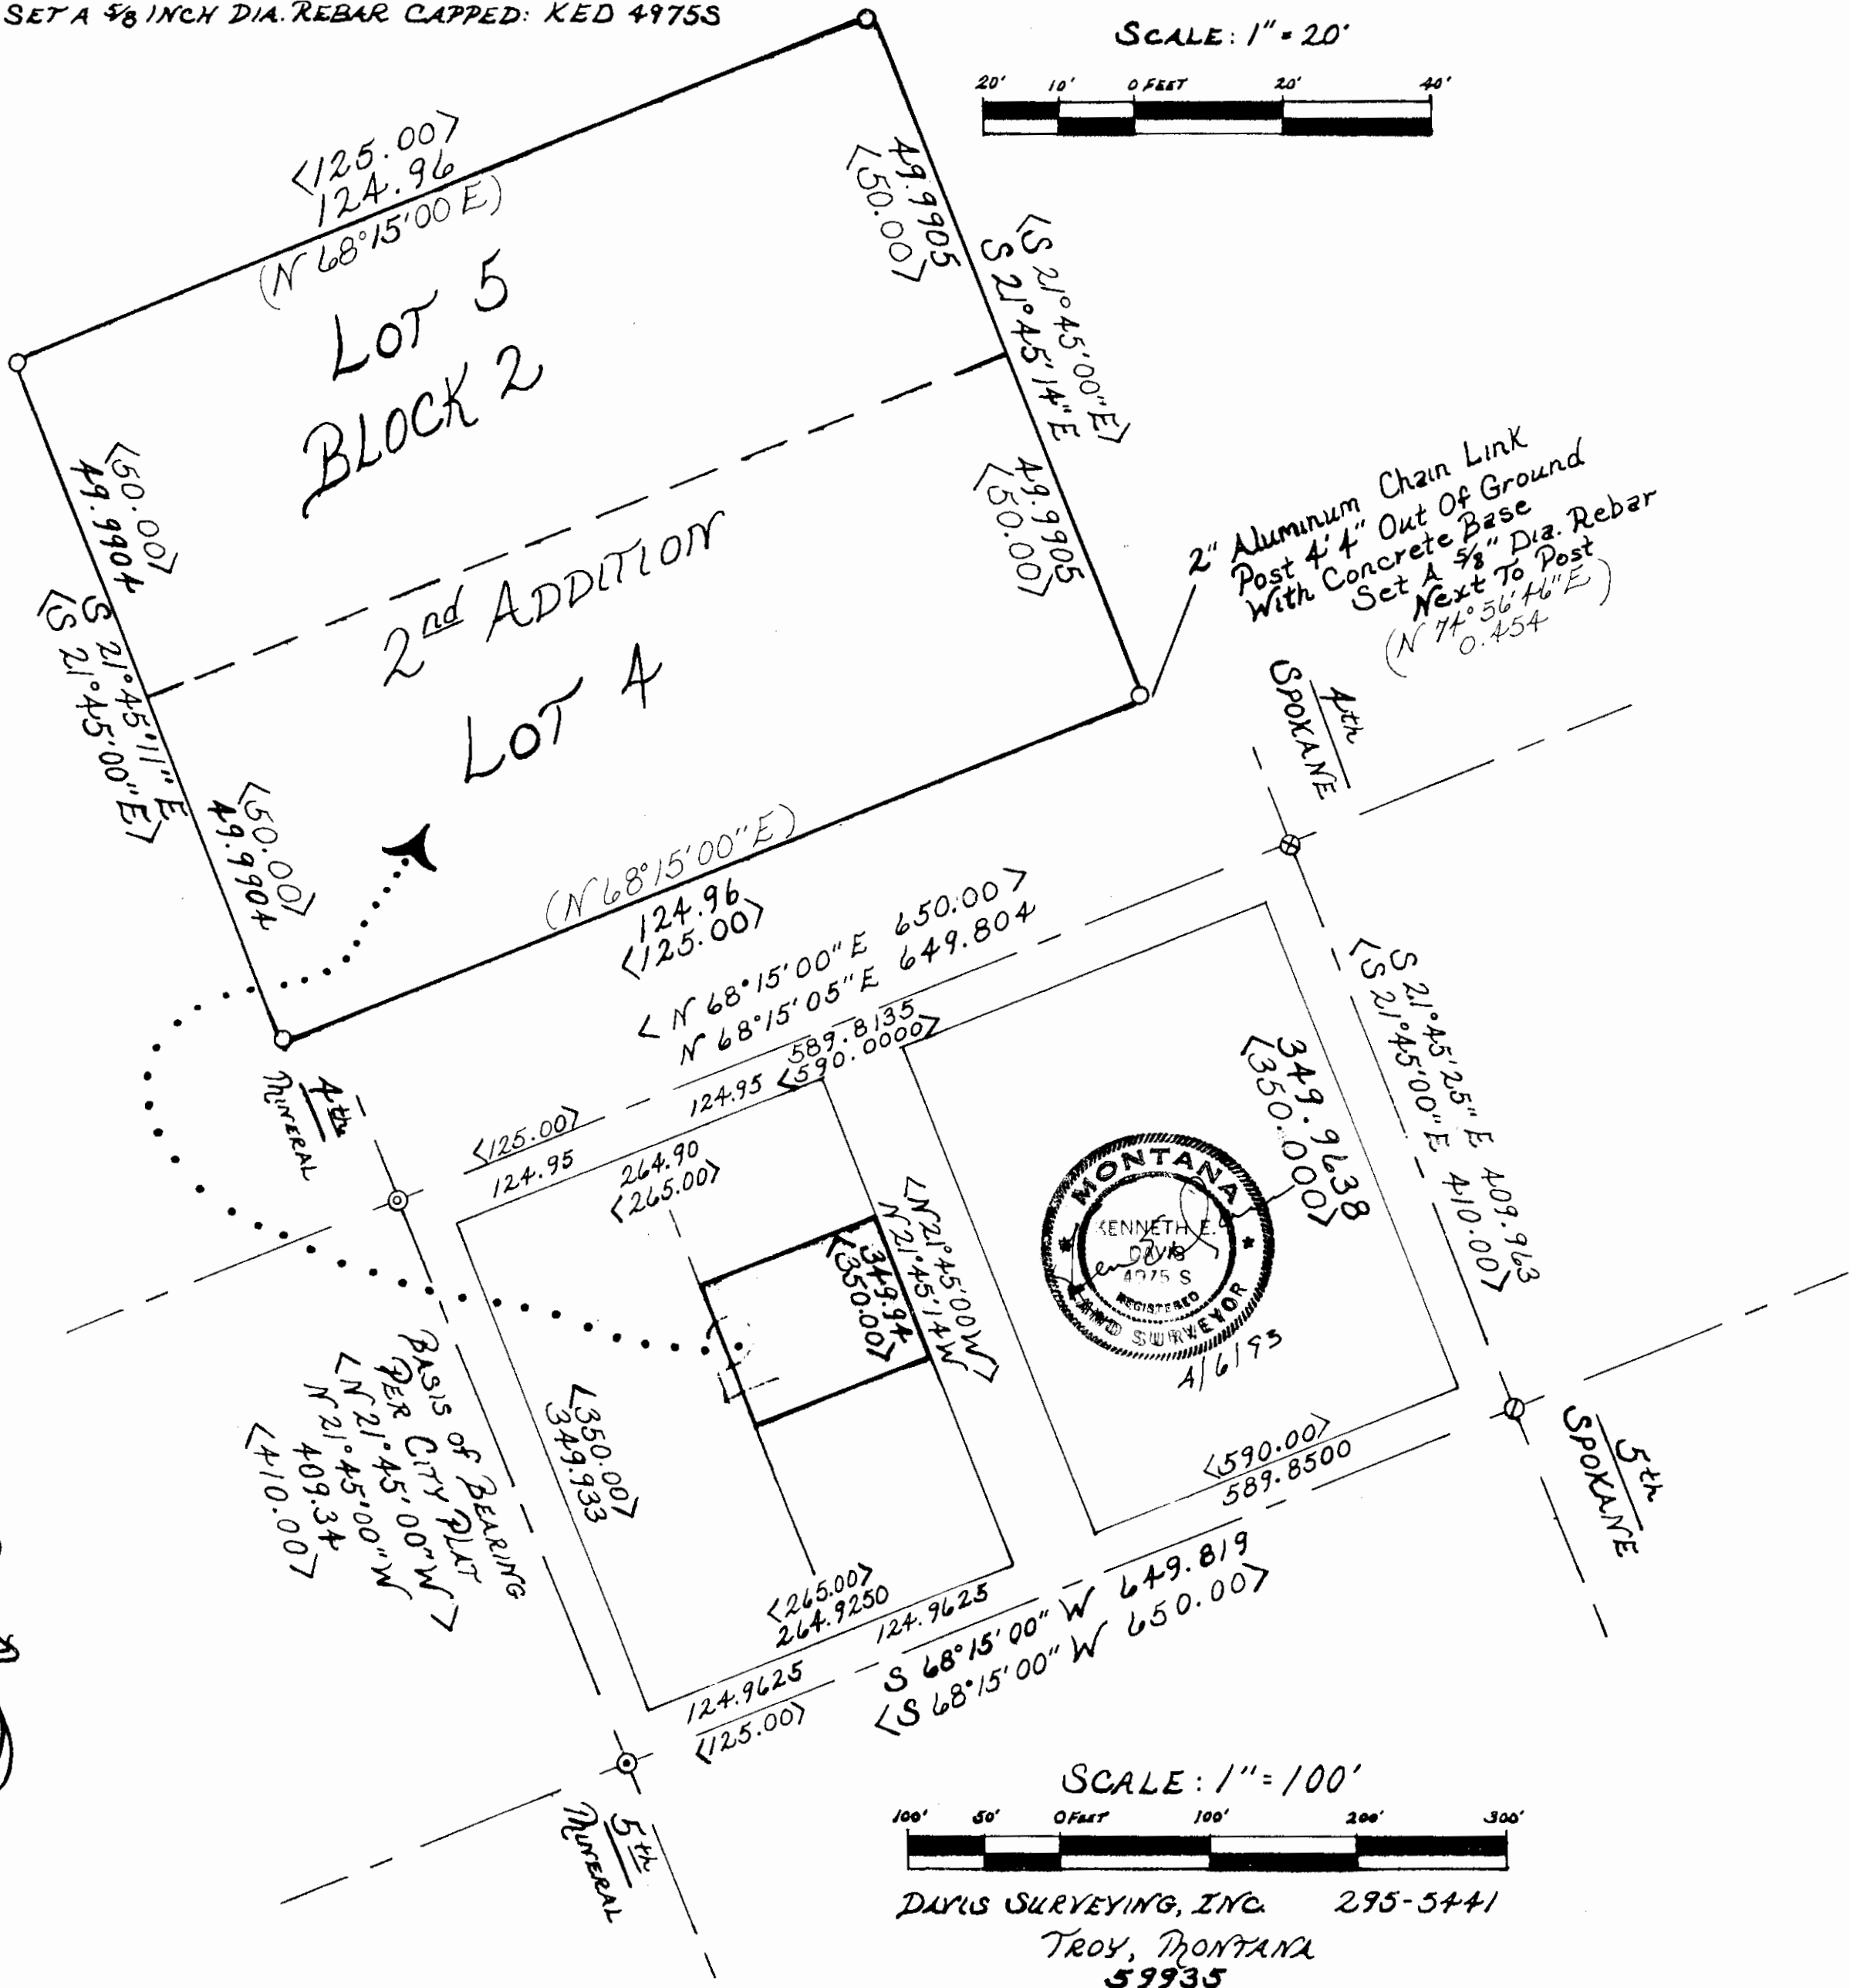 SET A 5/8 INCH DIA. REBAR CAPPED: KED 4975S
SCALE: 1" = 20'
20' 10' 0 FEET 20' 40'
<125.00>
124.96
(N 68°15'00 E)
49.9905
<50.00>
<S 21°45'00"E>
S 21°45'14"E
LOT 5
BLOCK 2
<50.00>
49.9904
S 21°45'11" E
<S 21°45'00"E>
2nd ADDITION
49.9905
<50.00>
2" Aluminum Chain Link
Post 4'4" Out Of Ground
With Concrete Base
Set A 5/8" Dia. Rebar
Next To Post
(N 74°56'46"E)
0.454
LOT 4
<50.00>
49.9904
(N 68°15'00"E)
124.96
<125.00>
4th
SPOKANE
< N 68°15'00"E 650.00>
N 68°15'05"E 649.804
589.8135
<590.0000>
124.95
<125.00>
124.95
264.90
<265.00>
4th
MINERAL
S 21°45'25" E 409.963
<S 21°45'00"E 410.00>
349.9638
<350.000>
<N 21°45'00W>
N 21°45'14W
349.94
<350.00>
MONTANA
KENNETH E.
DAVIS
4975 S
REGISTERED
LAND SURVEYOR
4/6/93
BASIS of BEARING
PER CITY PLAT
<N 21°45'00"W>
N 21°45'00"W
409.34
<410.00>
<350.00>
349.933
<590.00>
589.8500
5th
SPOKANE
<265.00>
264.9250
124.9625
S 68°15'00" W 649.819
<S 68°15'00" W 650.00>
124.9625
<125.00>
5th
MINERAL
SCALE: 1"=100'
100' 50' 0 FEET 100' 200' 300'
DAVIS SURVEYING, INC. 295-5441
TROY, MONTANA
59935